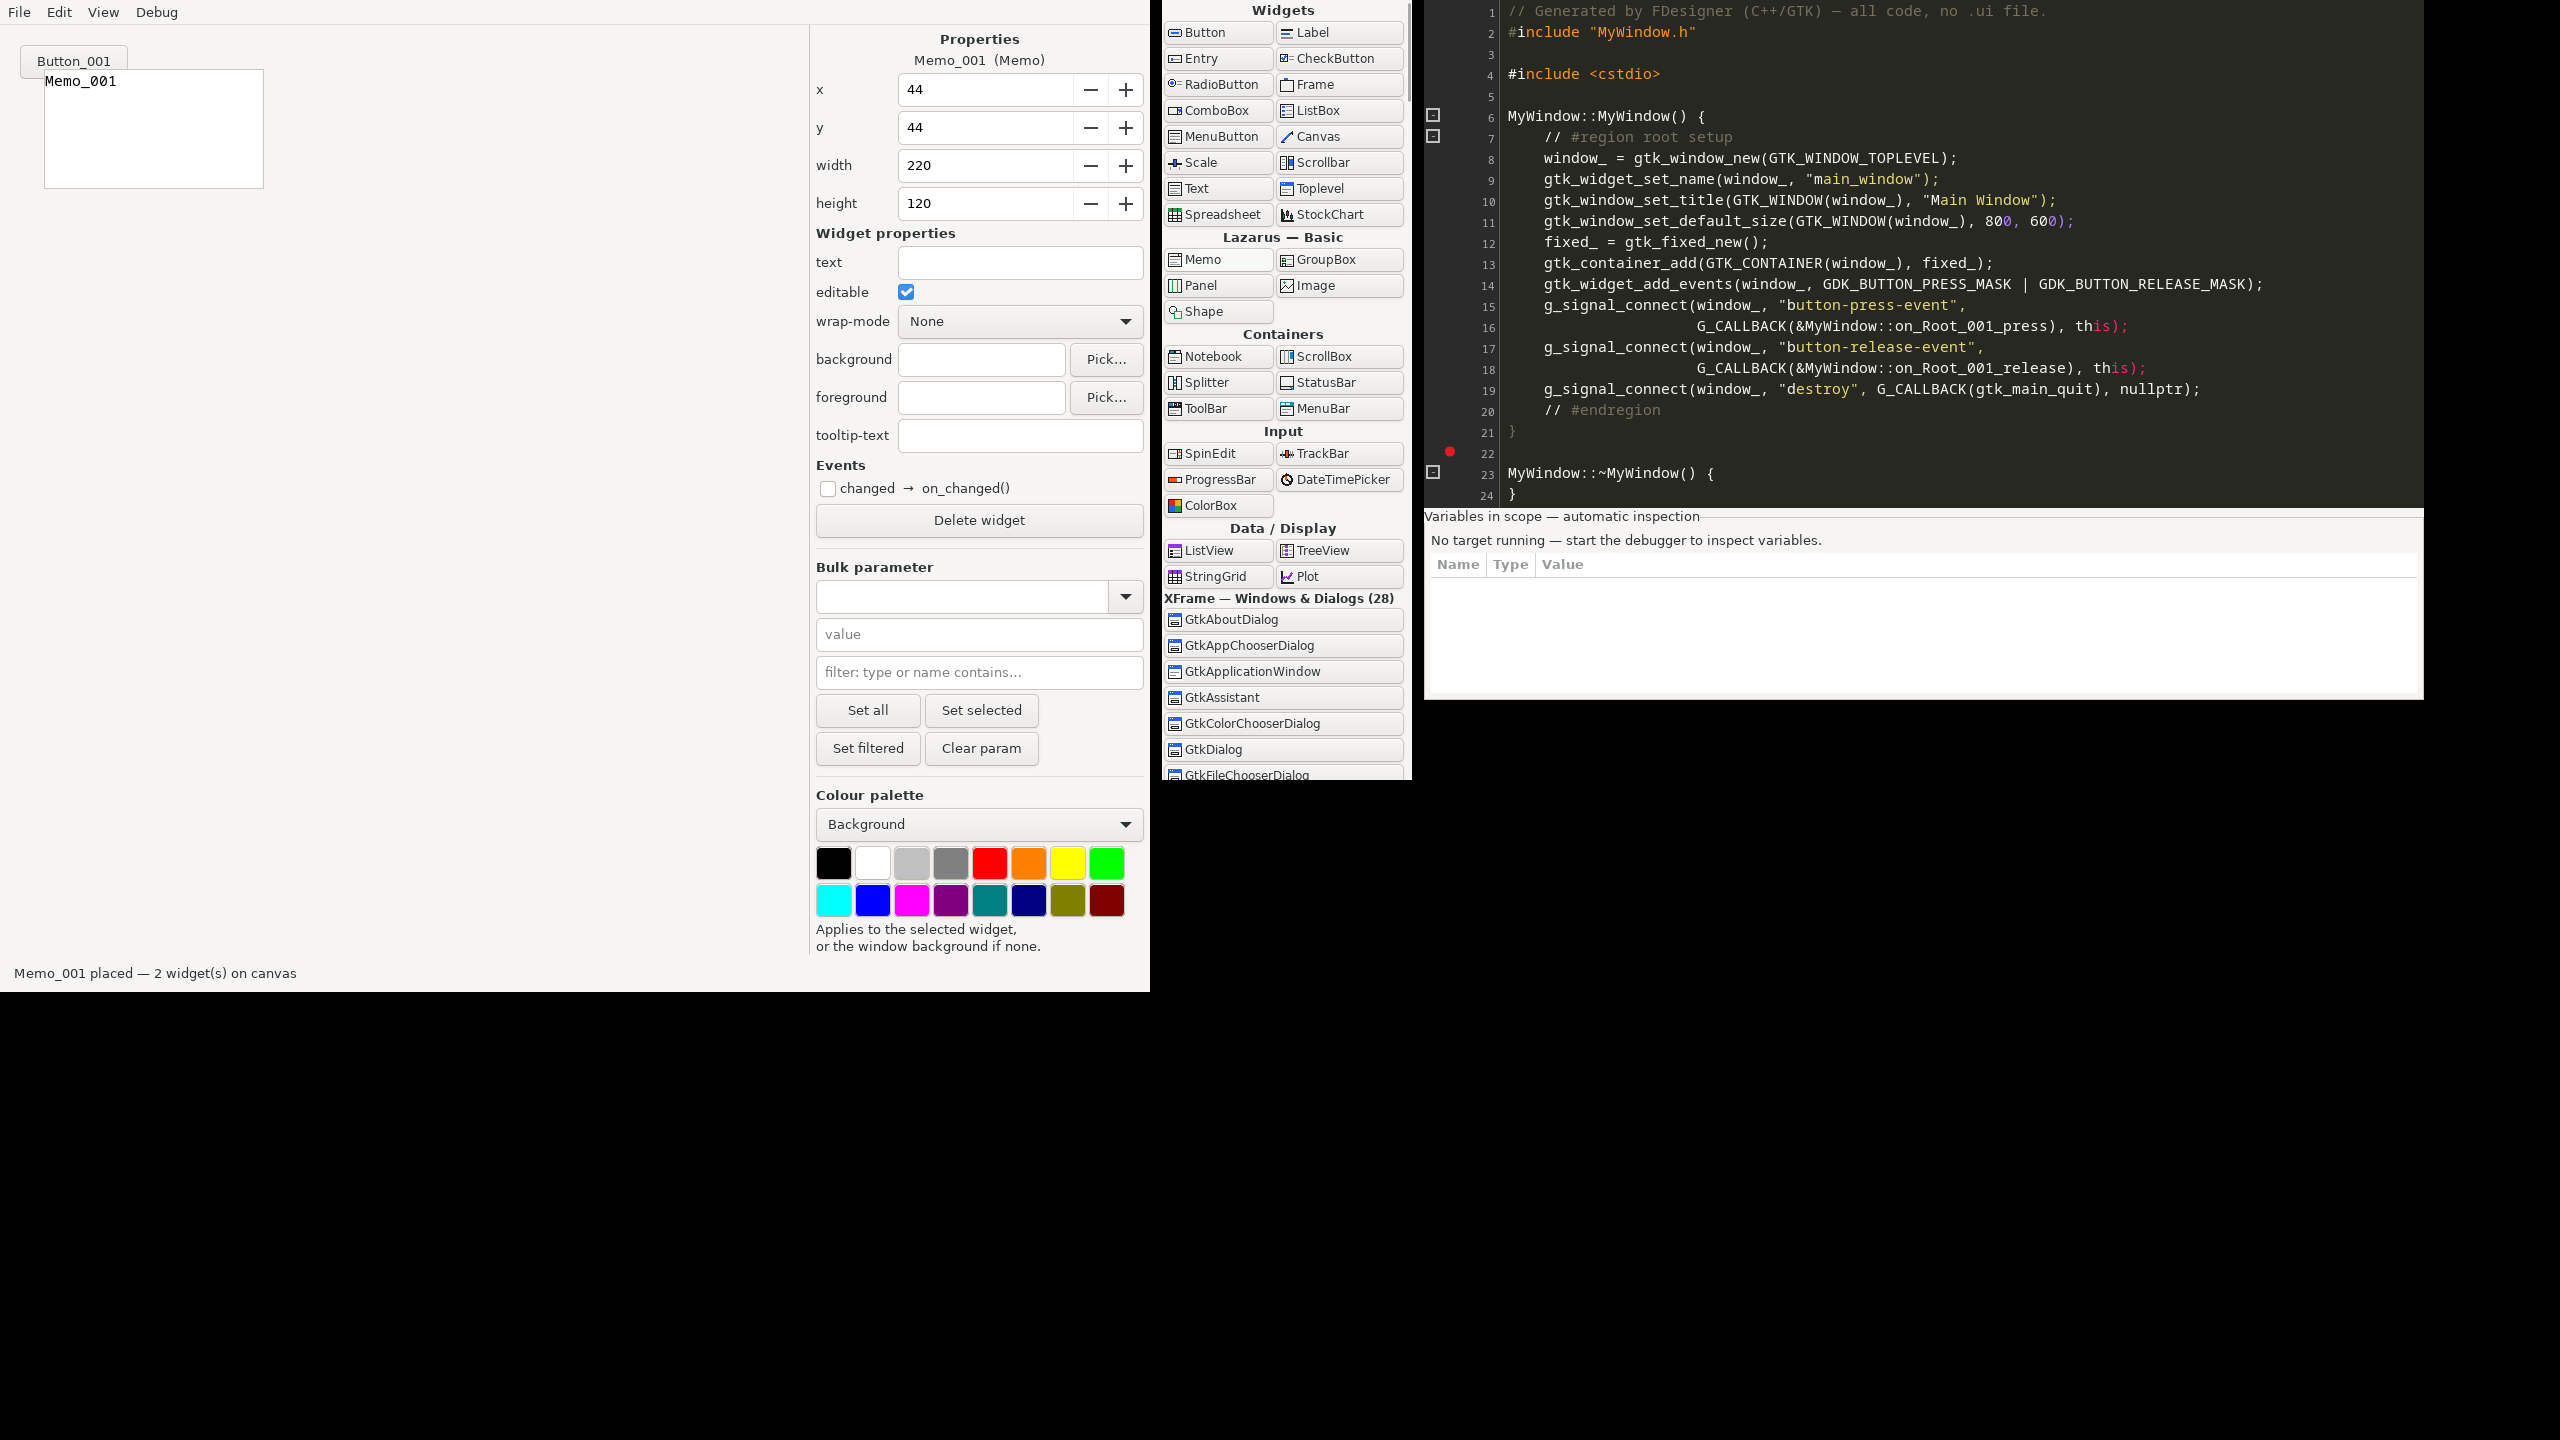 File Edit View Debug
Button_001
Memo_001
Properties
Memo_001 (Memo)
x 44
y 44
width 220
height 120
Widget properties
text
editable
wrap-mode None
background Pick...
foreground Pick...
tooltip-text
Events
changed → on_changed()
Delete widget
Bulk parameter
value
filter: type or name contains...
Set all Set selected
Set filtered Clear param
Colour palette
Background
Applies to the selected widget,
or the window background if none.
Memo_001 placed — 2 widget(s) on canvas
Widgets
Button Label
Entry CheckButton
RadioButton Frame
ComboBox ListBox
MenuButton Canvas
Scale Scrollbar
Text Toplevel
Spreadsheet StockChart
Lazarus — Basic
Memo GroupBox
Panel Image
Shape
Containers
Notebook ScrollBox
Splitter StatusBar
ToolBar MenuBar
Input
SpinEdit TrackBar
ProgressBar DateTimePicker
ColorBox
Data / Display
ListView TreeView
StringGrid Plot
XFrame — Windows & Dialogs (28)
GtkAboutDialog
GtkAppChooserDialog
GtkApplicationWindow
GtkAssistant
GtkColorChooserDialog
GtkDialog
GtkFileChooserDialog
1 // Generated by FDesigner (C++/GTK) — all code, no .ui file.
2 #include "MyWindow.h"
3
4 #include <cstdio>
5
6 MyWindow::MyWindow() {
7 // #region root setup
8 window_ = gtk_window_new(GTK_WINDOW_TOPLEVEL);
9 gtk_widget_set_name(window_, "main_window");
10 gtk_window_set_title(GTK_WINDOW(window_), "Main Window");
11 gtk_window_set_default_size(GTK_WINDOW(window_), 800, 600);
12 fixed_ = gtk_fixed_new();
13 gtk_container_add(GTK_CONTAINER(window_), fixed_);
14 gtk_widget_add_events(window_, GDK_BUTTON_PRESS_MASK | GDK_BUTTON_RELEASE_MASK);
15 g_signal_connect(window_, "button-press-event",
16 G_CALLBACK(&MyWindow::on_Root_001_press), this);
17 g_signal_connect(window_, "button-release-event",
18 G_CALLBACK(&MyWindow::on_Root_001_release), this);
19 g_signal_connect(window_, "destroy", G_CALLBACK(gtk_main_quit), nullptr);
20 // #endregion
21 }
22
23 MyWindow::~MyWindow() {
24 }
Variables in scope — automatic inspection
No target running — start the debugger to inspect variables.
Name Type Value